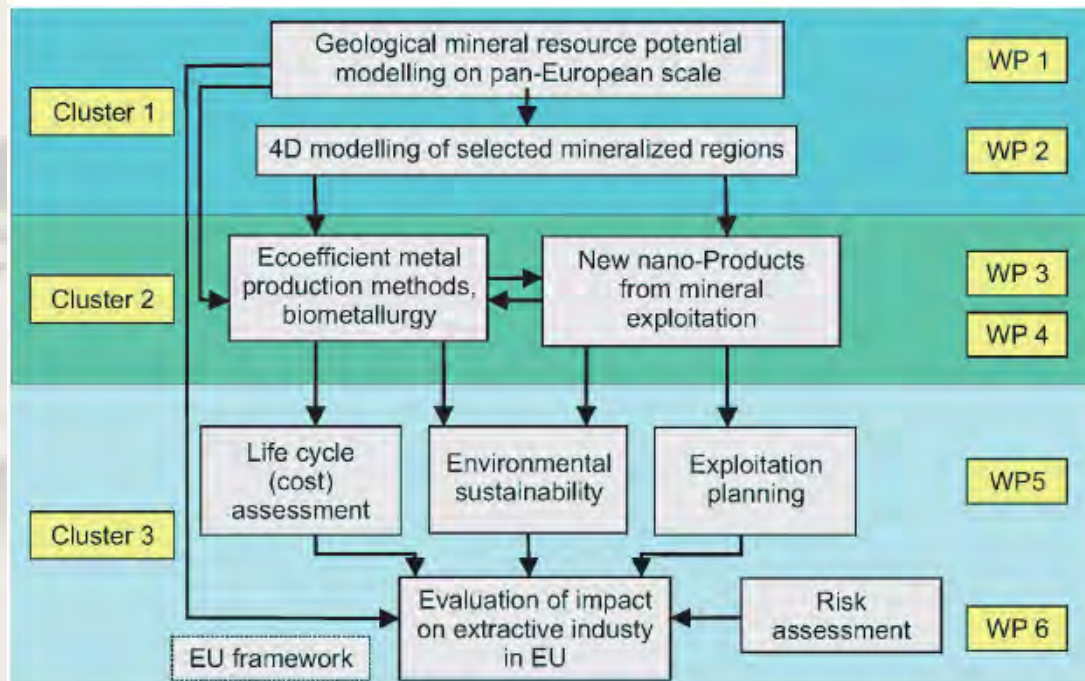 Geological mineral resource potential
modelling on pan-European scale
WP 1
Cluster 1
4D modelling of selected mineralized regions
WP 2
Ecoefficient metal
production methods,
biometallurgy
New nano-Products
from mineral
exploitation
WP 3
Cluster 2
WP 4
Life cycle
(cost)
assessment
Environmental
sustainability
Exploitation
planning
WP5
Cluster 3
Evaluation of impact
on extractive industy
in EU
Risk
assessment
WP 6
EU framework